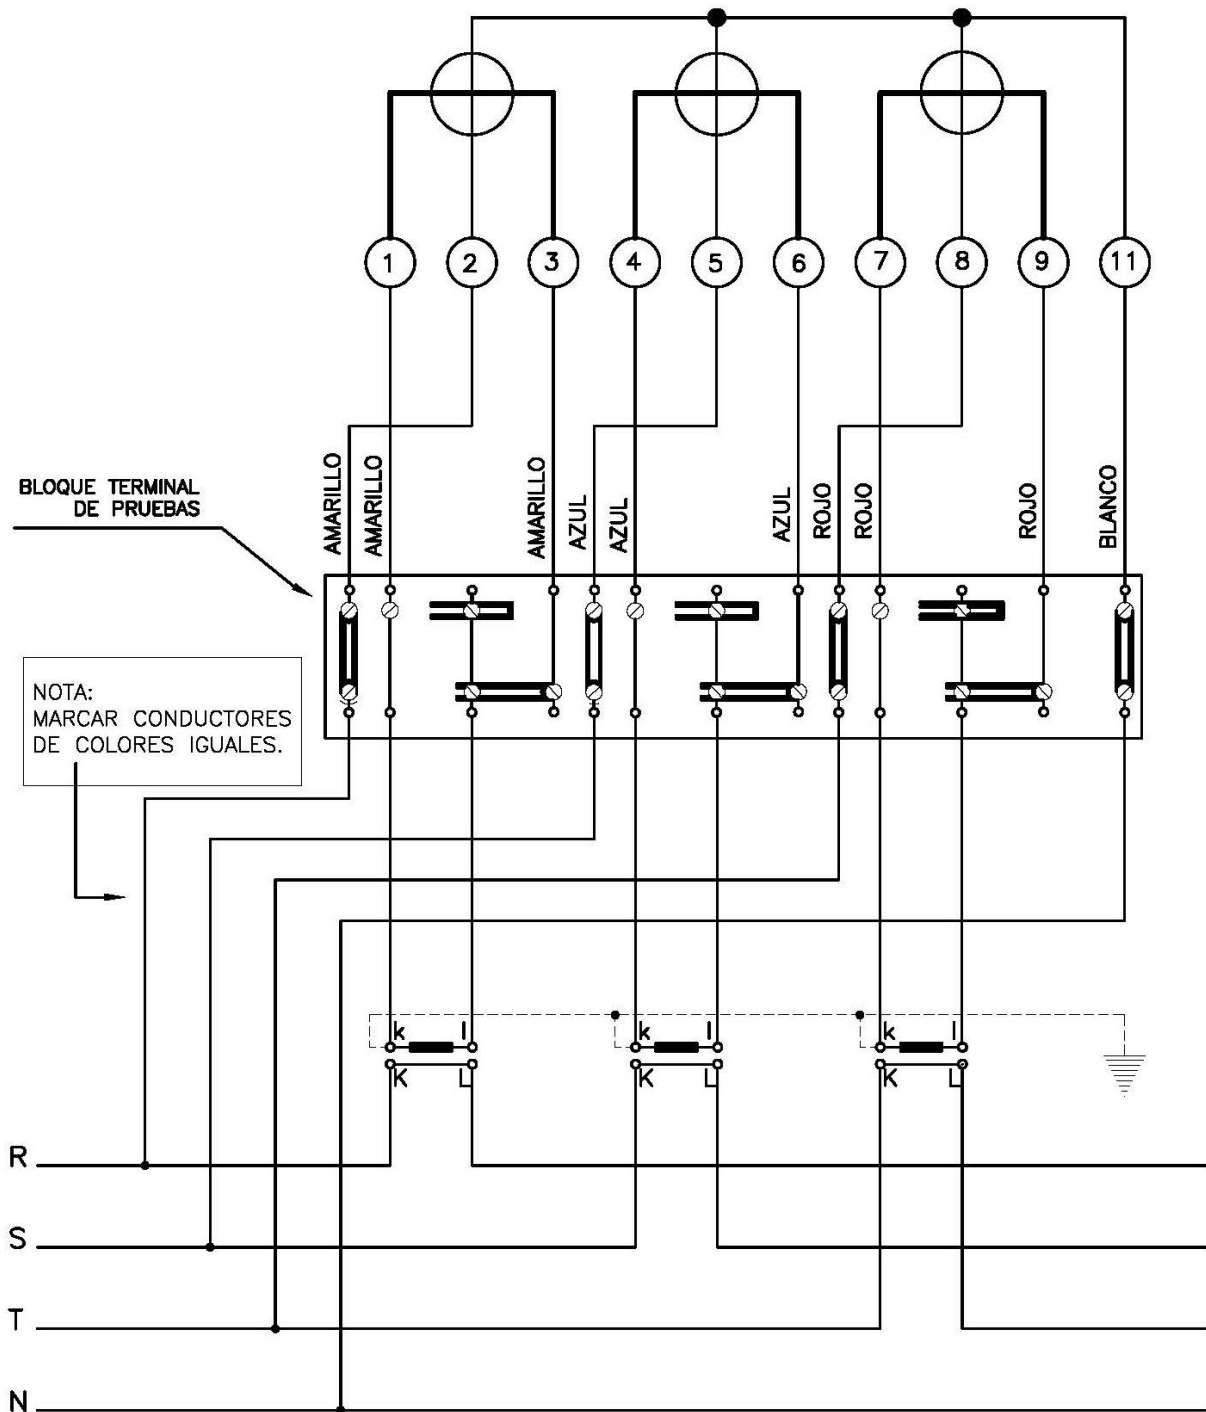 1 2 3 4 5 6 7 8 9 11
AMARILLO AMARILLO AMARILLO AZUL AZUL AZUL ROJO ROJO ROJO BLANCO
BLOQUE TERMINAL
DE PRUEBAS
NOTA:
MARCAR CONDUCTORES
DE COLORES IGUALES.
k l k l k l
K L K L K L
R
S
T
N